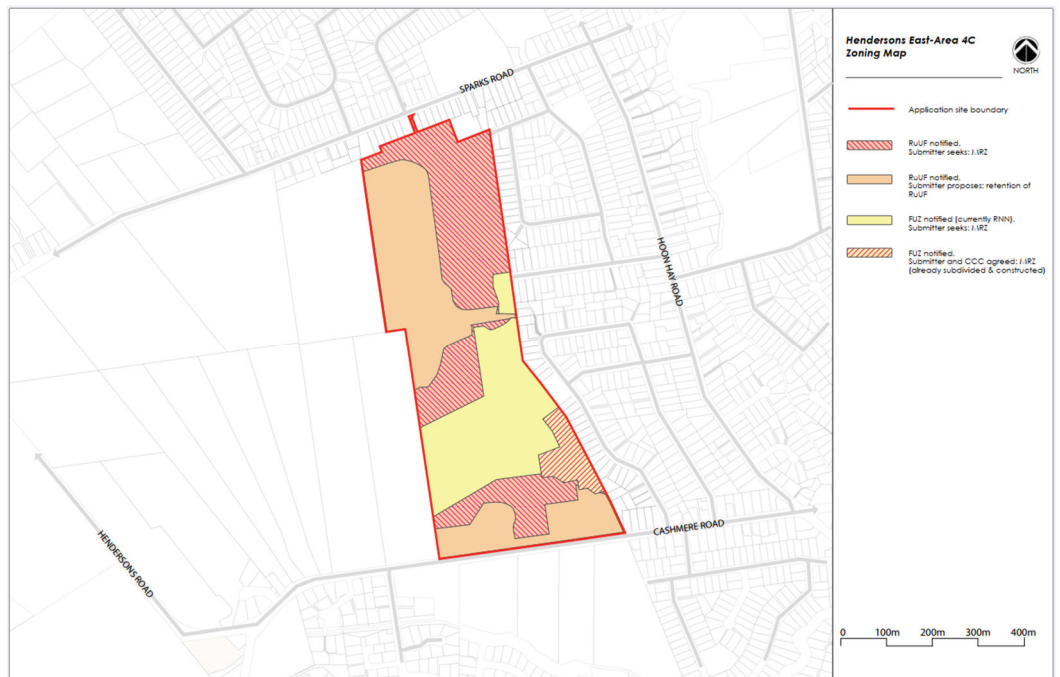 Hendersons East-Area 4C
Zoning Map
NORTH
Application site boundary
RuUF notified.
Submitter seeks: MRZ
RuUF notified.
Submitter proposes: retention of
RuUF
FUZ notified (currently RNN).
Submitter seeks: MRZ
FUZ notified.
Submitter and CCC agreed: MRZ
(already subdivided & constructed)
SPARKS ROAD
HOON HAY ROAD
CASHMERE ROAD
HENDERSONS ROAD
0 100m 200m 300m 400m